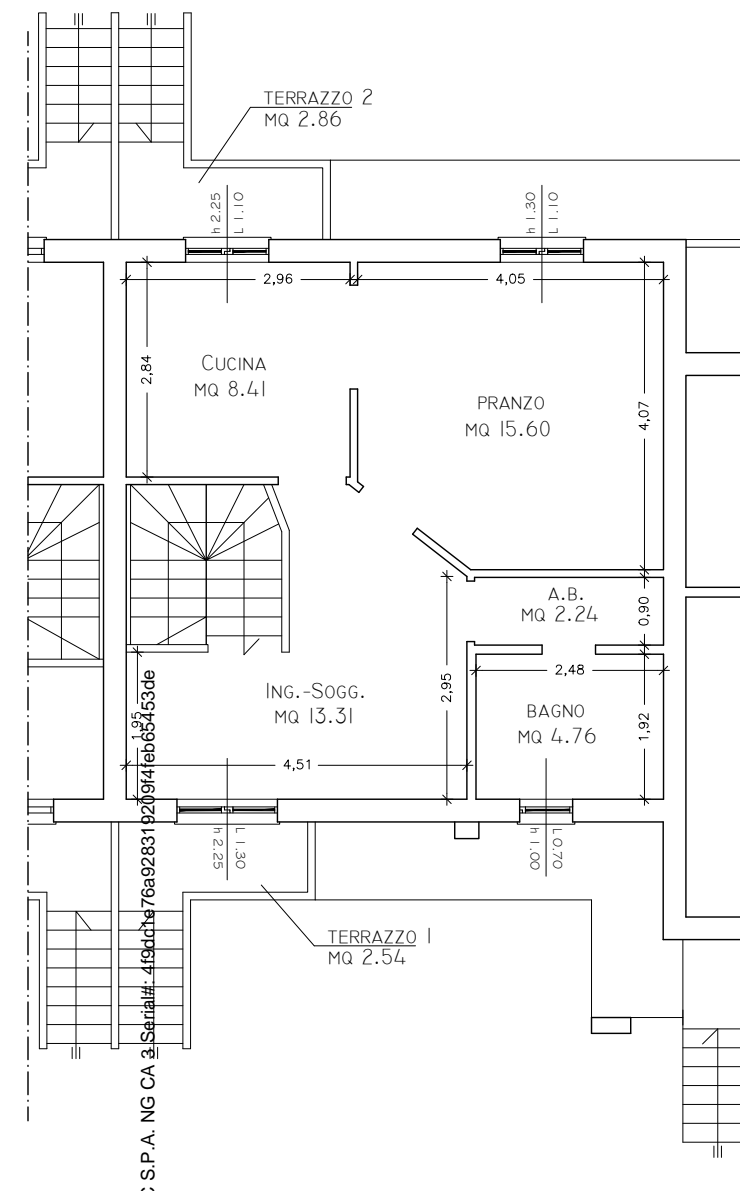 TERRAZZO 2
MQ 2.86
h 2.25
L 1.10
h 1.30
L 1.10
2,96
4,05
2,84
CUCINA
MQ 8.41
PRANZO
MQ 15.60
4,07
A.B.
MQ 2.24
0,90
2,95
2,48
ING.-SOGG.
MQ 13.31
1,95
BAGNO
MQ 4.76
1,92
4,51
h 2.25
L 1.30
h 1.00
L 0.70
TERRAZZO 1
MQ 2.54
S.P.A. NG CA 3 Serial#: 4f9dd1e76a928319209f4feb65453de